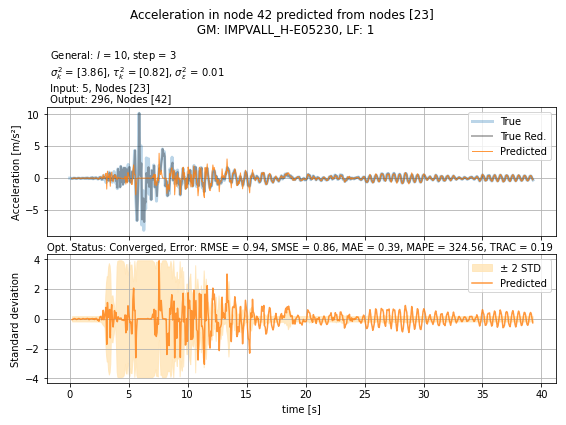 Acceleration in node 42 predicted from nodes [23]
GM: IMPVALL_H-E05230, LF: 1
General: l = 10, step = 3
σ²ₖ = [3.86], τ²ₖ = [0.82], σ²ε = 0.01
Input: 5, Nodes [23]
Output: 296, Nodes [42]
Acceleration [m/s²]
10
5
0
−5
True
True Red.
Predicted
Opt. Status: Converged, Error: RMSE = 0.94, SMSE = 0.86, MAE = 0.39, MAPE = 324.56, TRAC = 0.19
Standard deviation
4
2
0
−2
−4
± 2 STD
Predicted
0 5 10 15 20 25 30 35 40
time [s]